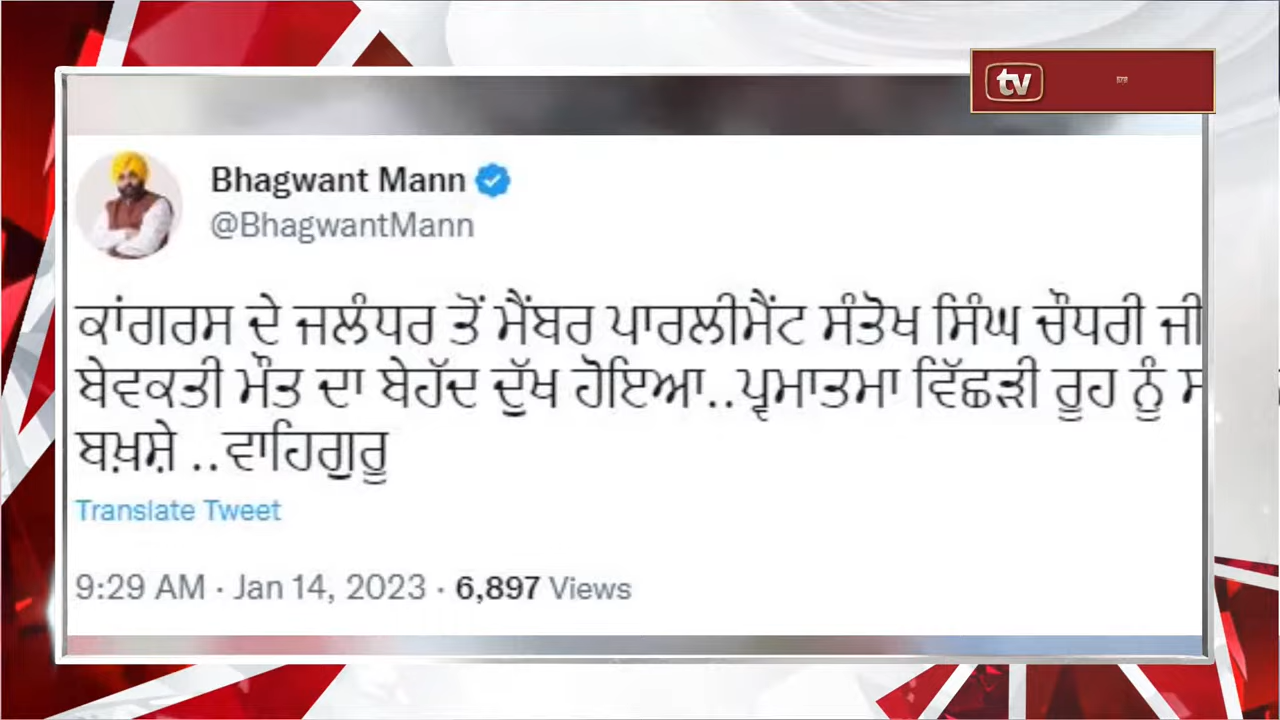 tv
Bhagwant Mann
@BhagwantMann
ਕਾਂਗਰਸ ਦੇ ਜਲੰਧਰ ਤੋਂ ਮੈਂਬਰ ਪਾਰਲੀਮੈਂਟ ਸੰਤੋਖ ਸਿੰਘ ਚੌਧਰੀ ਜੀ
ਬੇਵਕਤੀ ਮੌਤ ਦਾ ਬੇਹੱਦ ਦੁੱਖ ਹੋਇਆ..ਪ੍ਰਮਾਤਮਾ ਵਿੱਛੜੀ ਰੂਹ ਨੂੰ
ਬਖ਼ਸ਼ੇ ..ਵਾਹਿਗੁਰੂ
Translate Tweet
9:29 AM · Jan 14, 2023 · 6,897 Views